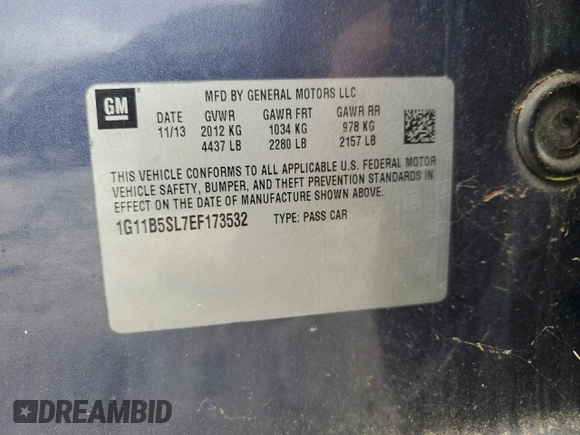 GM
MFD BY GENERAL MOTORS LLC
DATE GVWR GAWR FRT GAWR RR
11/13 2012 KG 1034 KG 978 KG
4437 LB 2280 LB 2157 LB
THIS VEHICLE CONFORMS TO ALL APPLICABLE U.S. FEDERAL MOTOR
VEHICLE SAFETY, BUMPER, AND THEFT PREVENTION STANDARDS IN
EFFECT ON THE DATE OF MANUFACTURE SHOWN ABOVE.
1G11B5SL7EF173532 TYPE: PASS CAR
DREAMBID